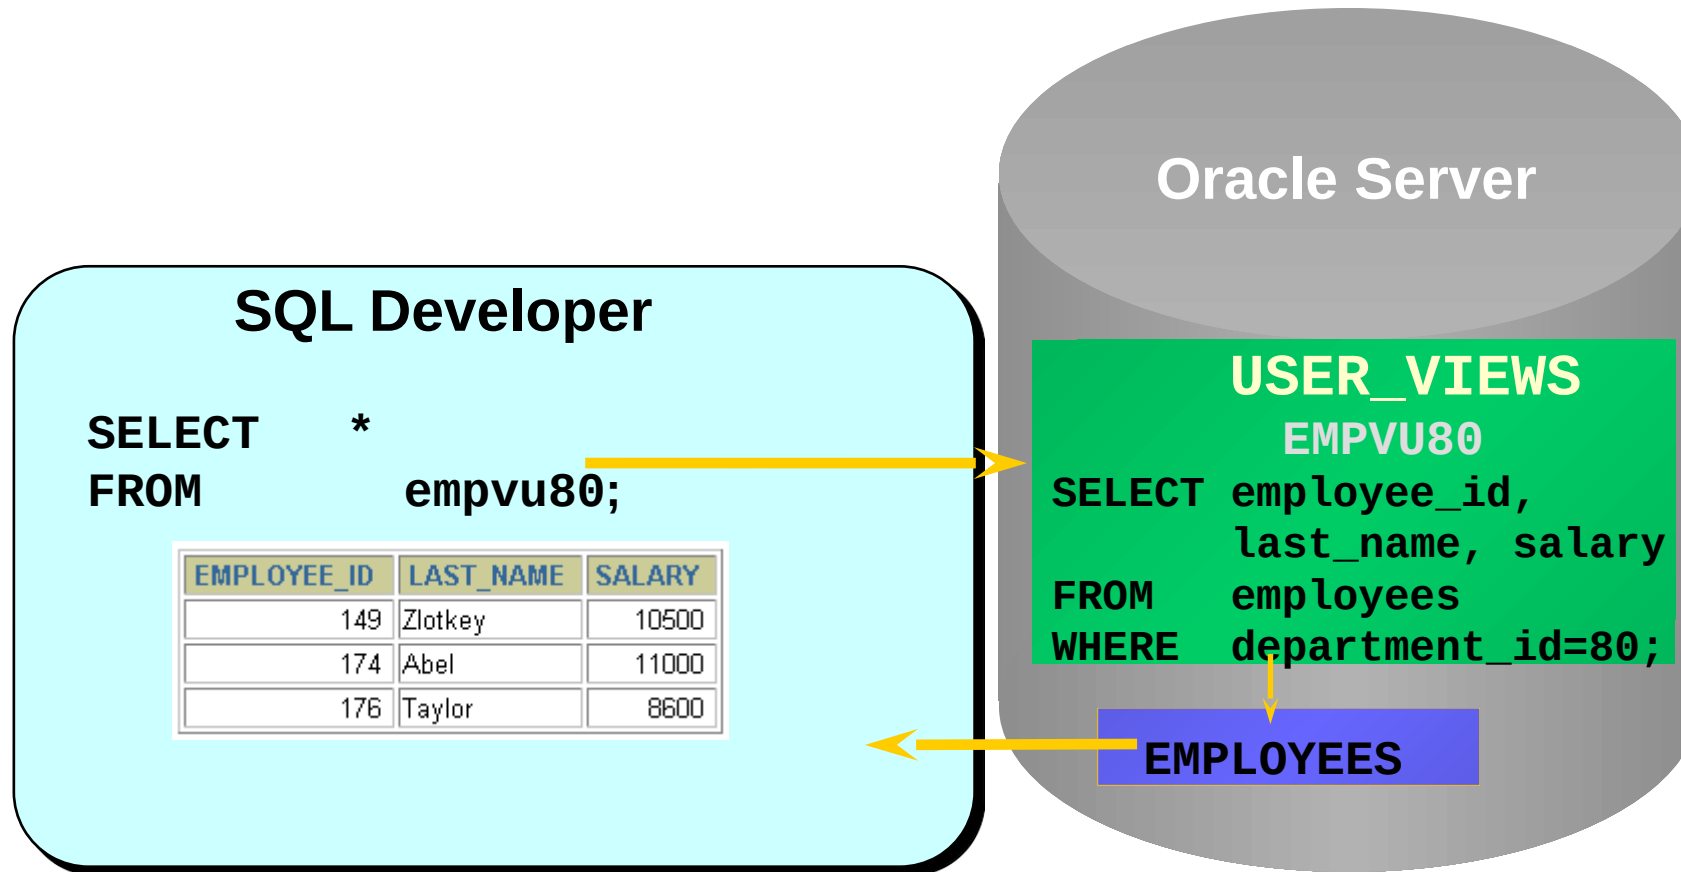 Oracle Server
SQL Developer
SELECT *
FROM empvu80;
EMPLOYEE_ID LAST_NAME SALARY
149 Zlotkey 10500
174 Abel 11000
176 Taylor 8600
USER_VIEWS
EMPVU80
SELECT employee_id,
last_name, salary
FROM employees
WHERE department_id=80;
EMPLOYEES